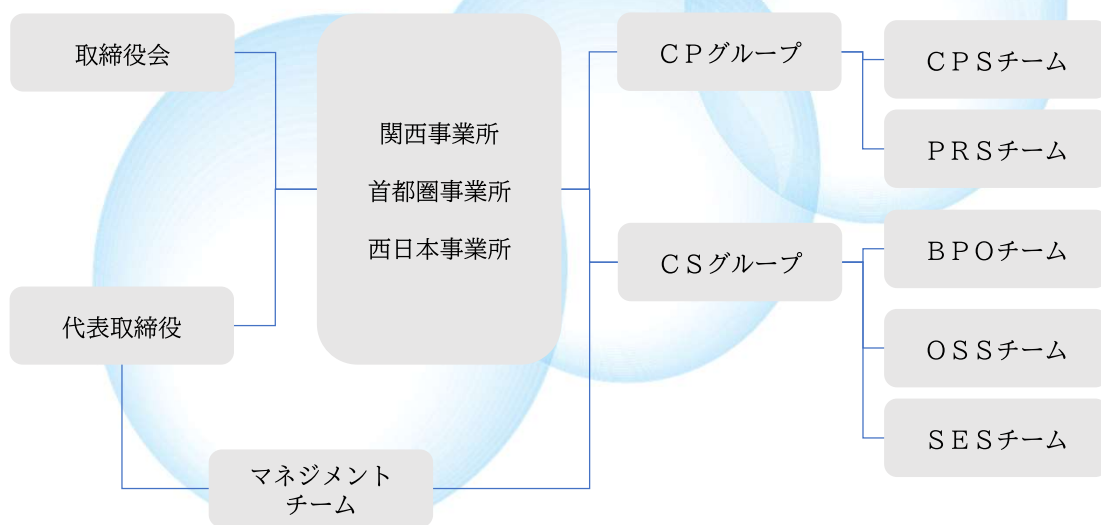 取締役会
代表取締役
マネジメント
チーム
関西事業所
首都圏事業所
西日本事業所
ＣＰグループ
ＣＳグループ
ＣＰＳチーム
ＰＲＳチーム
ＢＰＯチーム
ＯＳＳチーム
ＳＥＳチーム